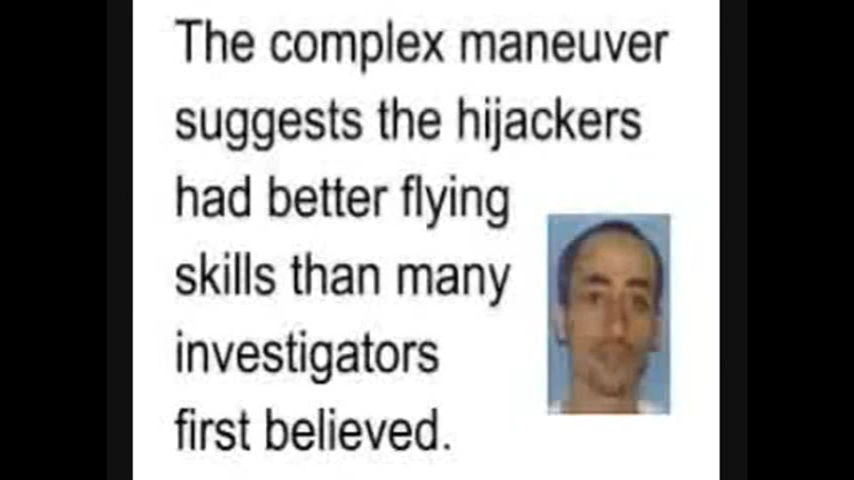 The complex maneuver
suggests the hijackers
had better flying
skills than many
investigators
first believed.